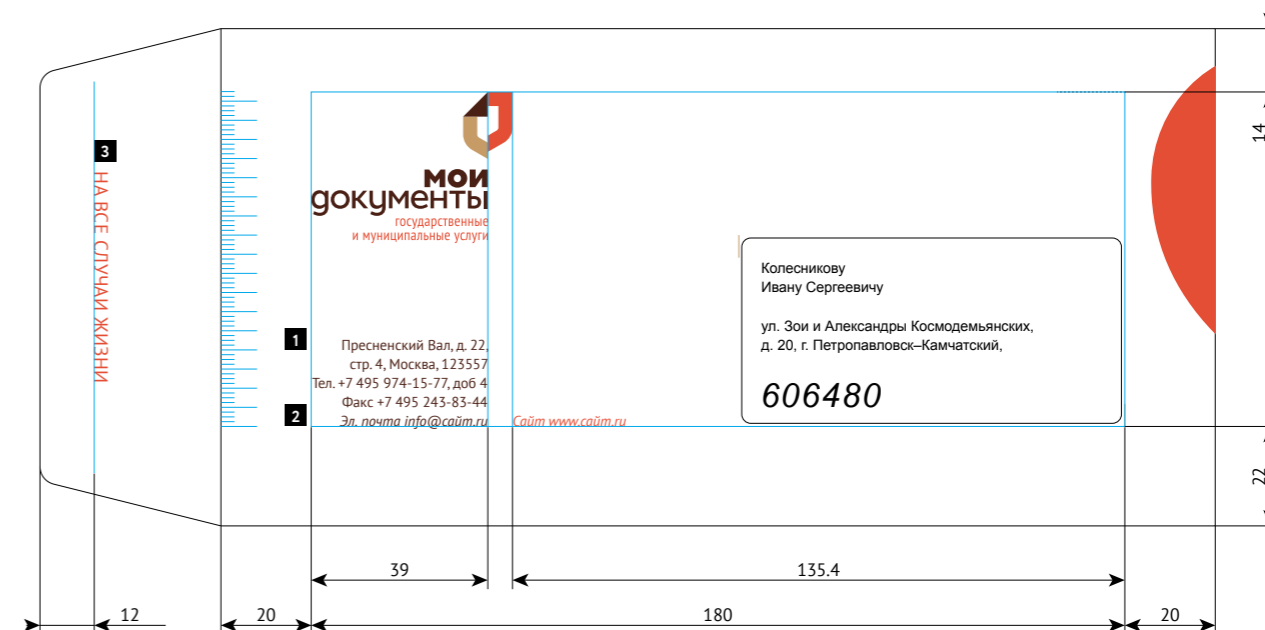 3
НА ВСЕ СЛУЧАИ ЖИЗНИ
мои
документы
государственные
и муниципальные услуги
1
Пресненский Вал, д. 22,
стр. 4, Москва, 123557
Тел. +7 495 974-15-77, доб 4
Факс +7 495 243-83-44
2
Эл. почта info@сайт.ru
Сайт www.сайт.ru
Колесникову
Ивану Сергеевичу
ул. Зои и Александры Космодемьянских,
д. 20, г. Петропавловск–Камчатский,
606480
14
22
39
135.4
12
20
180
20